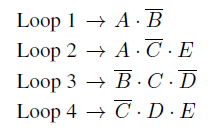 Loop 1 → A · B̅
Loop 2 → A · C̅ · E
Loop 3 → B̅ · C · D̅
Loop 4 → C̅ · D · E